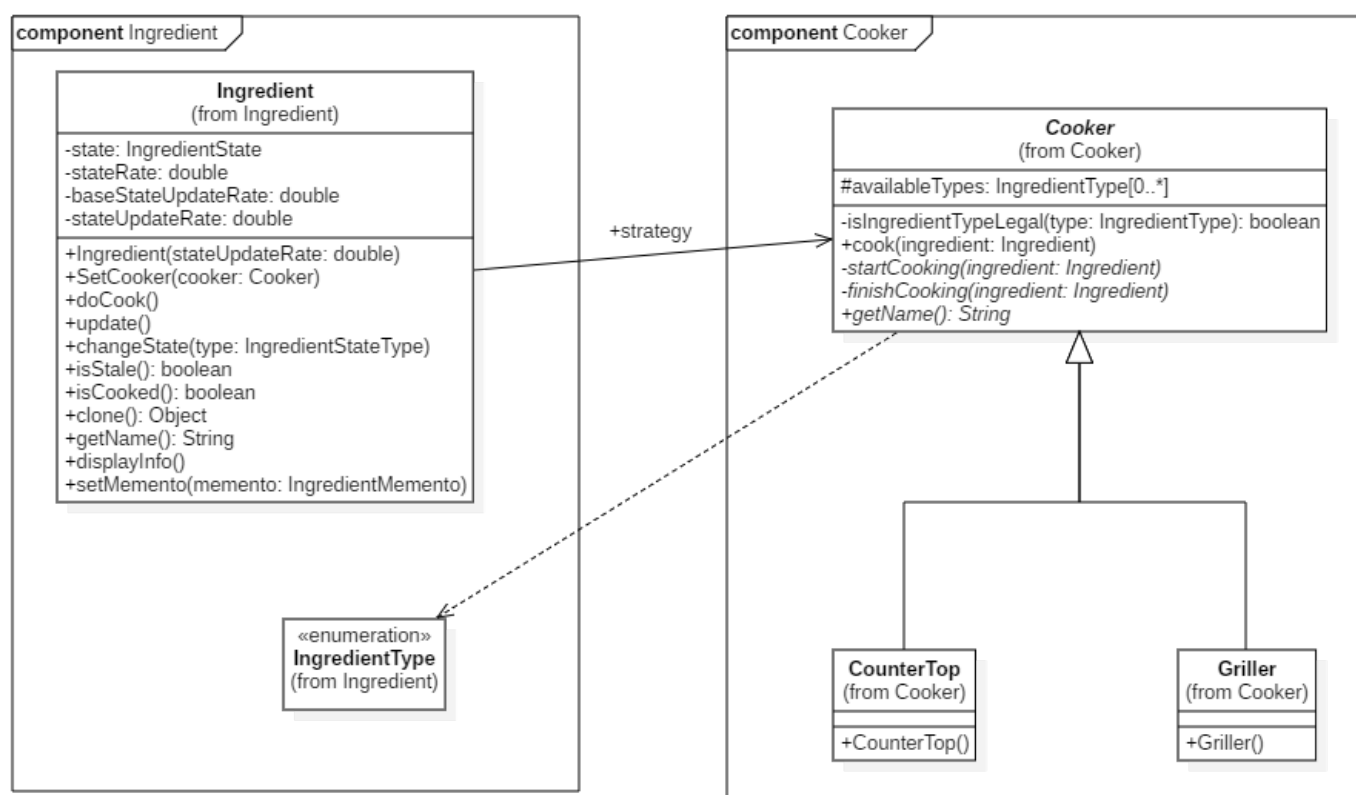 component Ingredient
Ingredient
(from Ingredient)
-state: IngredientState
-stateRate: double
-baseStateUpdateRate: double
-stateUpdateRate: double
+Ingredient(stateUpdateRate: double)
+SetCooker(cooker: Cooker)
+doCook()
+update()
+changeState(type: IngredientStateType)
+isStale(): boolean
+isCooked(): boolean
+clone(): Object
+getName(): String
+displayInfo()
+setMemento(memento: IngredientMemento)
«enumeration»
IngredientType
(from Ingredient)
+strategy
component Cooker
Cooker
(from Cooker)
#availableTypes: IngredientType[0..*]
-isIngredientTypeLegal(type: IngredientType): boolean
+cook(ingredient: Ingredient)
-startCooking(ingredient: Ingredient)
-finishCooking(ingredient: Ingredient)
+getName(): String
CounterTop
(from Cooker)
+CounterTop()
Griller
(from Cooker)
+Griller()